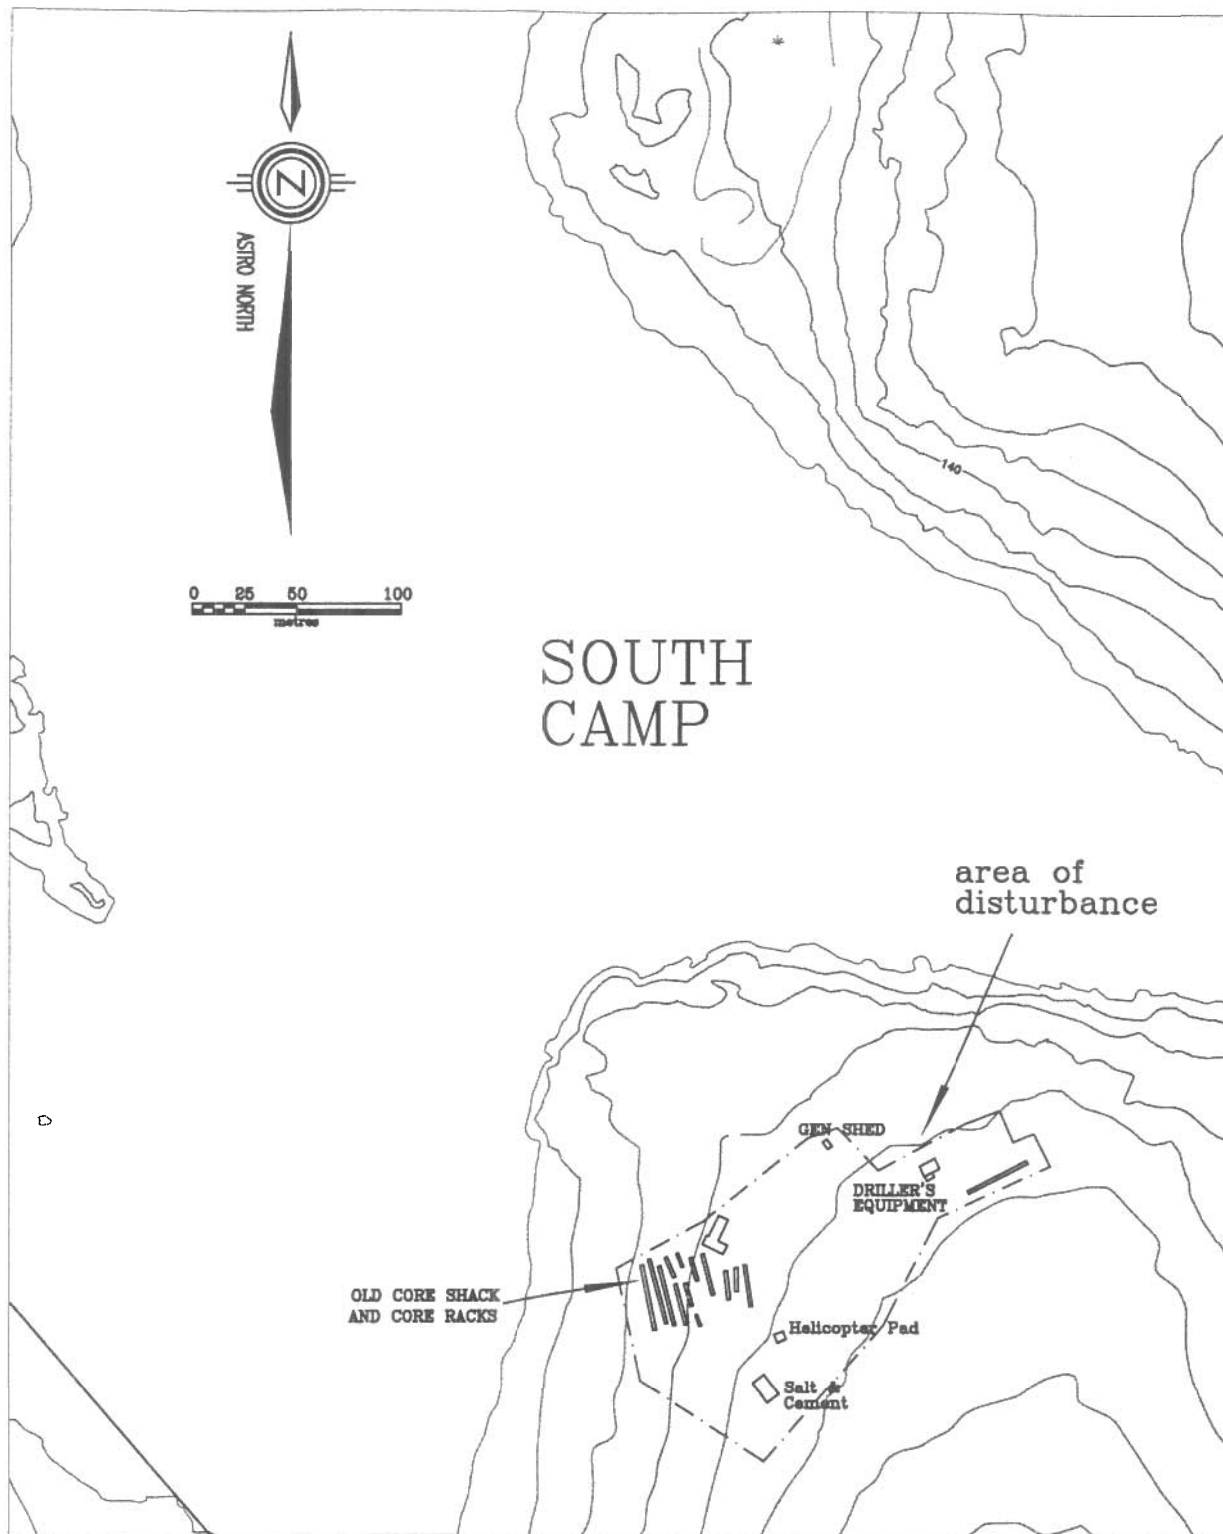 N
ASTRO NORTH
0 25 50 100
metres
140
SOUTH
CAMP
area of
disturbance
GEN SHED
DRILLER'S
EQUIPMENT
OLD CORE SHACK
AND CORE RACKS
Helicopter Pad
Salt &
Cement